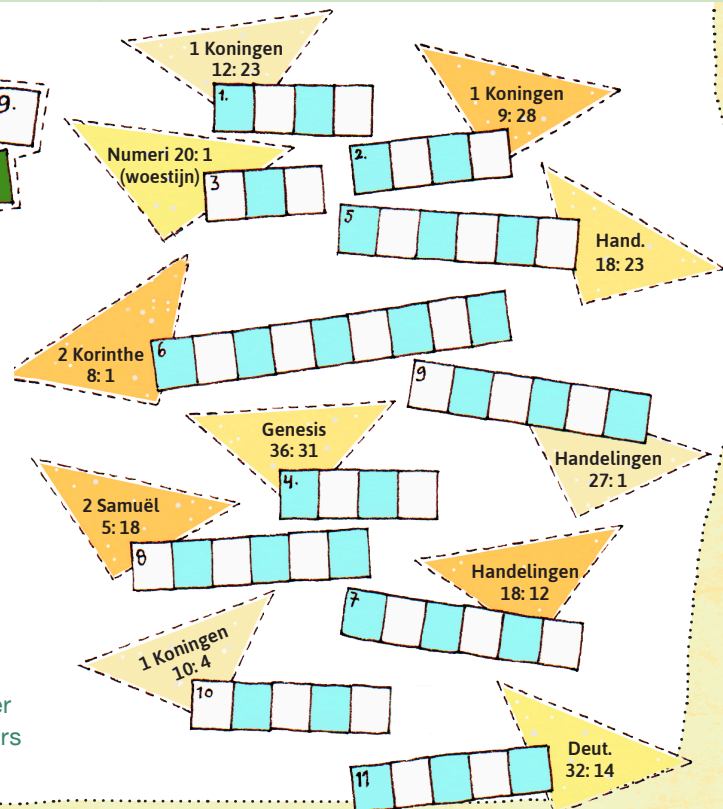 9.
1 Koningen
12: 23
1.
1 Koningen
9: 28
2.
Numeri 20: 1
(woestijn)
3
5
Hand.
18: 23
2 Korinthe
8: 1
6
9
Handelingen
27: 1
Genesis
36: 31
4.
2 Samuël
5: 18
8
Handelingen
18: 12
7
1 Koningen
10: 4
10
er
rs
Deut.
32: 14
11